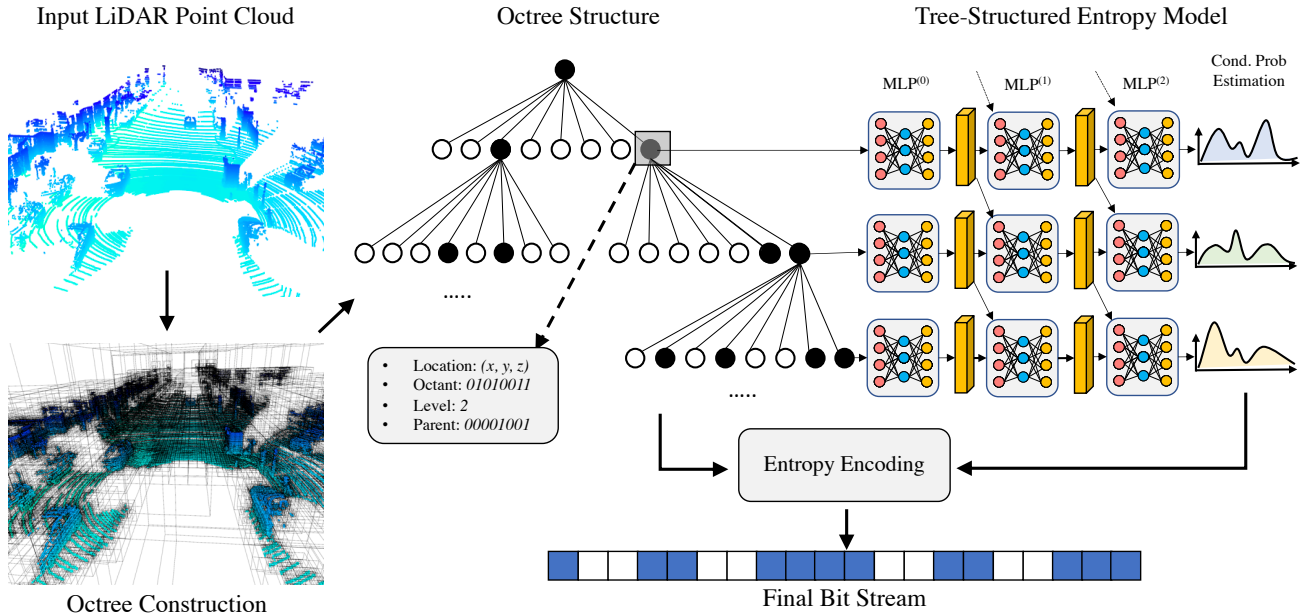 Input LiDAR Point Cloud
Octree Structure
Tree-Structured Entropy Model
MLP(0)
MLP(1)
MLP(2)
Cond. Prob
Estimation
.....
• Location: (x, y, z)
• Octant: 01010011
• Level: 2
• Parent: 00001001
.....
Entropy Encoding
Octree Construction
Final Bit Stream